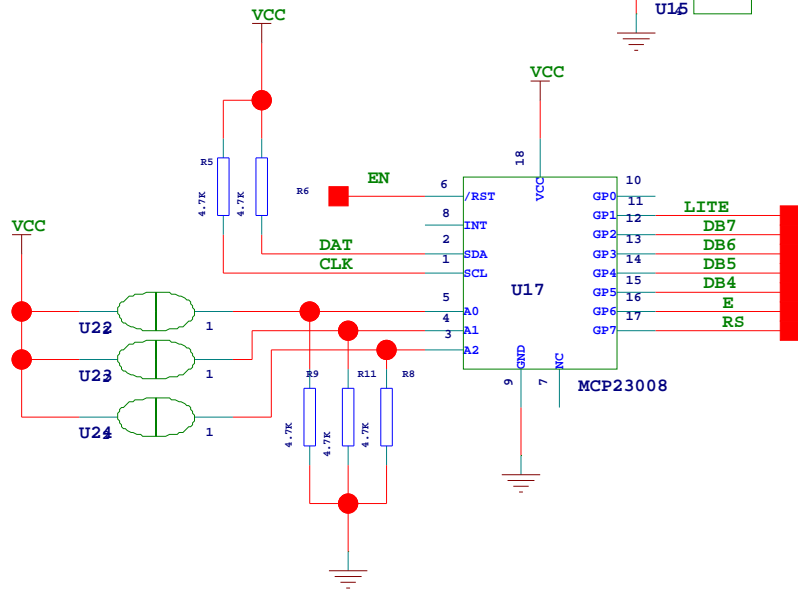 U15
VCC
VCC
18
R5
4.7K
4.7K
R6
EN
6
/RST
VCC
GP0
10
8
INT
GP1
11
LITE
2
DAT
SDA
GP2
12
DB7
1
CLK
SCL
GP3
13
DB6
GP4
14
DB5
GP5
15
DB4
GP6
16
E
GP7
17
RS
U17
VCC
5
A0
4
A1
3
A2
U22
1
U23
1
U24
1
R9
R11
R8
4.7K
4.7K
4.7K
GND
NC
9
7
MCP23008